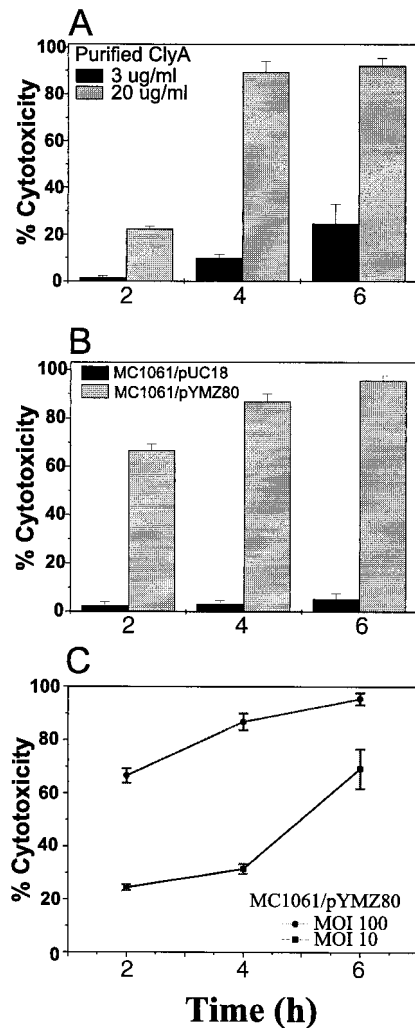 A
100
80
60
40
20
0
% Cytotoxicity
Purified ClyA
3 ug/ml
20 ug/ml
2 4 6
B
100
80
60
40
20
0
% Cytotoxicity
MC1061/pUC18
MC1061/pYMZ80
2 4 6
C
100
80
60
40
20
0
% Cytotoxicity
MC1061/pYMZ80
MOI 100
MOI 10
2 4 6
Time (h)